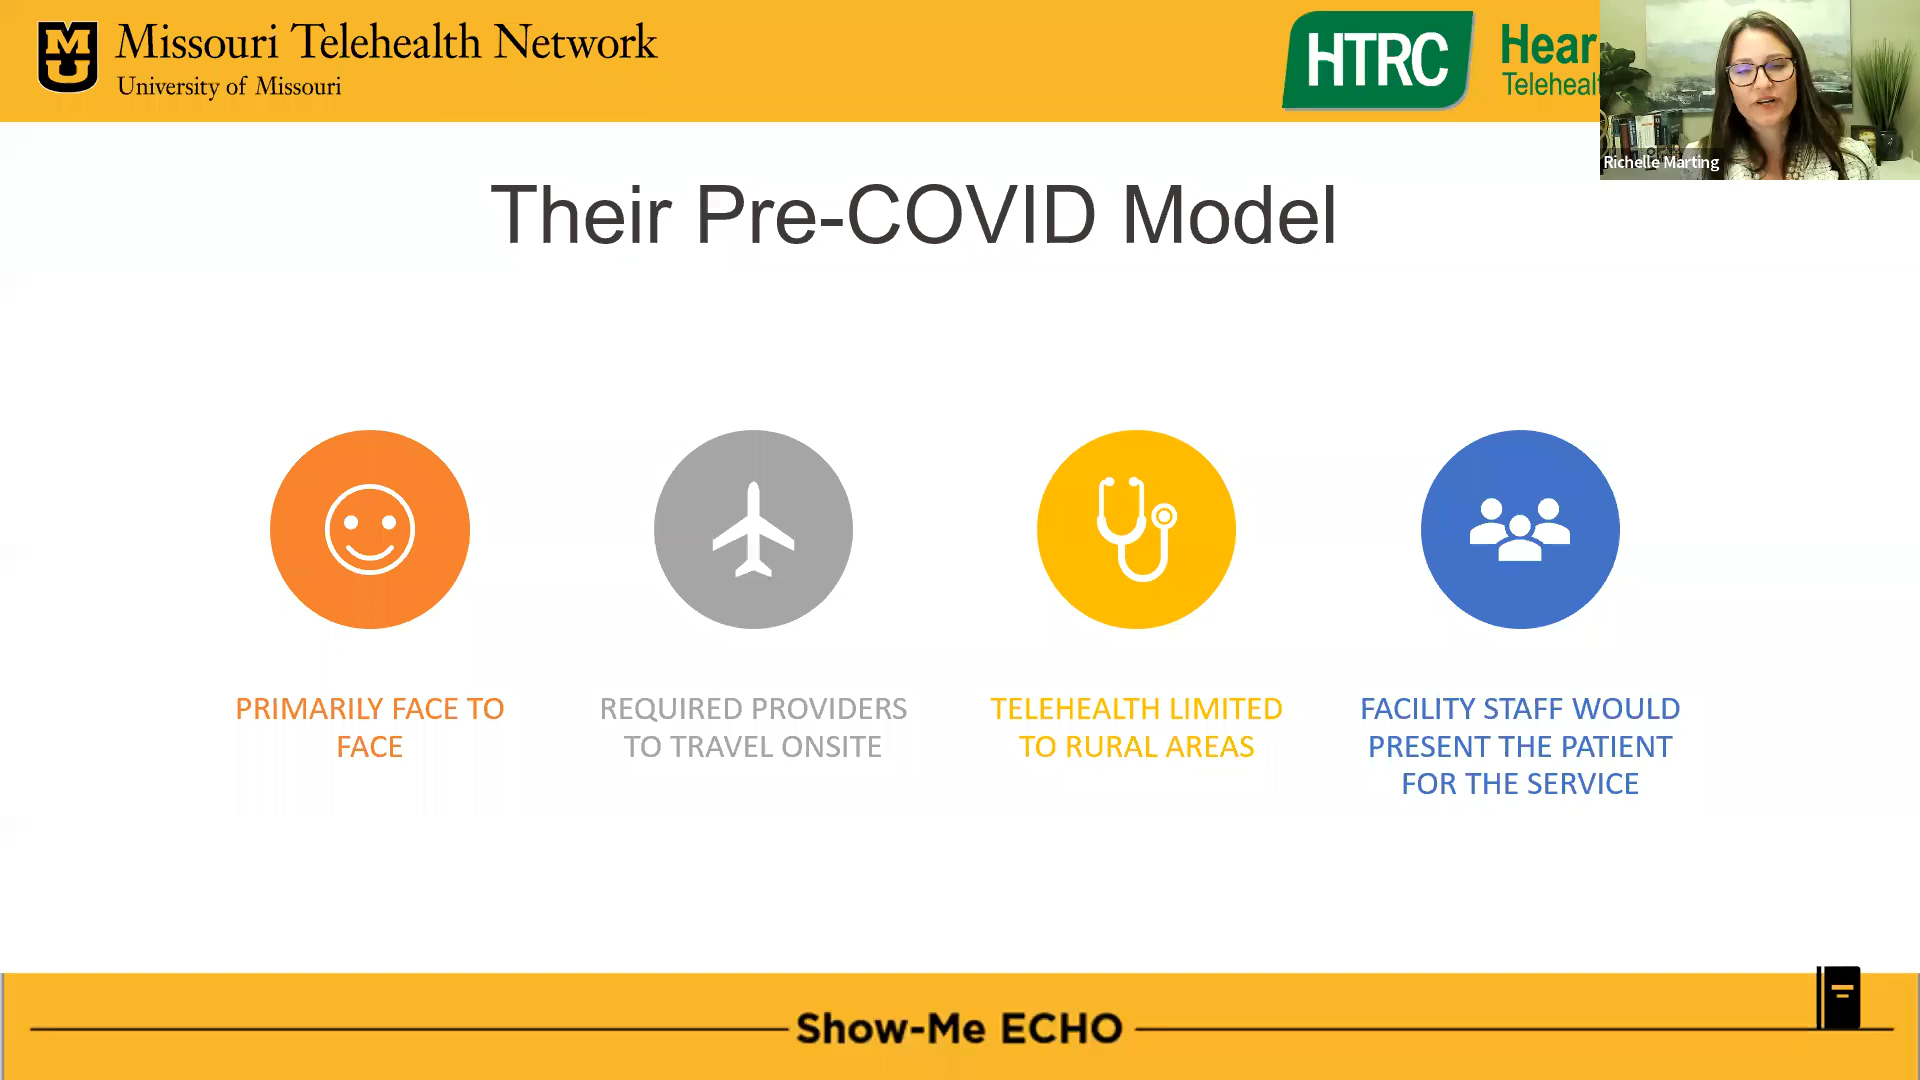 MU
Missouri Telehealth Network
University of Missouri
HTRC
Hear
Telehealt
Richelle Marting
Their Pre-COVID Model
PRIMARILY FACE TO
FACE
REQUIRED PROVIDERS
TO TRAVEL ONSITE
TELEHEALTH LIMITED
TO RURAL AREAS
FACILITY STAFF WOULD
PRESENT THE PATIENT
FOR THE SERVICE
Show-Me ECHO